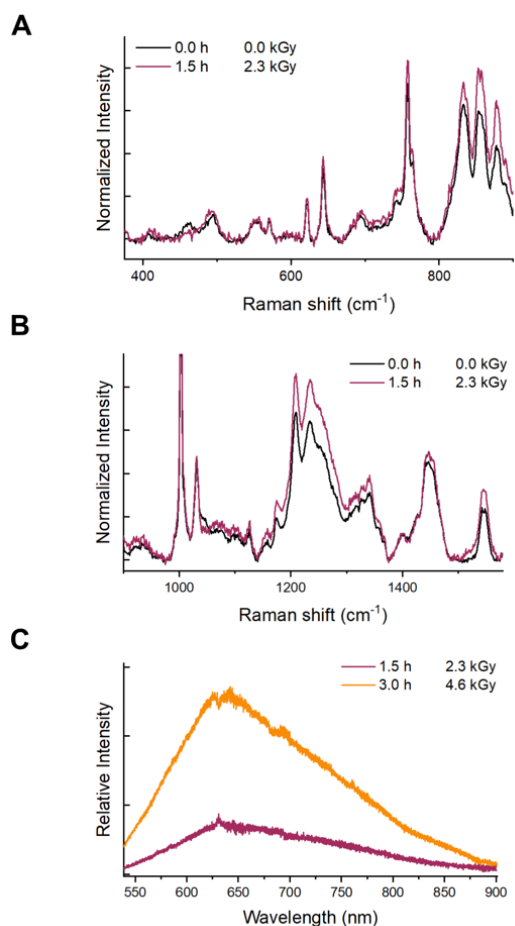 A
0.0 h 0.0 kGy
1.5 h 2.3 kGy
Normalized Intensity
400 600 800
Raman shift (cm⁻¹)
B
0.0 h 0.0 kGy
1.5 h 2.3 kGy
Normalized Intensity
1000 1200 1400
Raman shift (cm⁻¹)
C
1.5 h 2.3 kGy
3.0 h 4.6 kGy
Relative Intensity
550 600 650 700 750 800 850 900
Wavelength (nm)